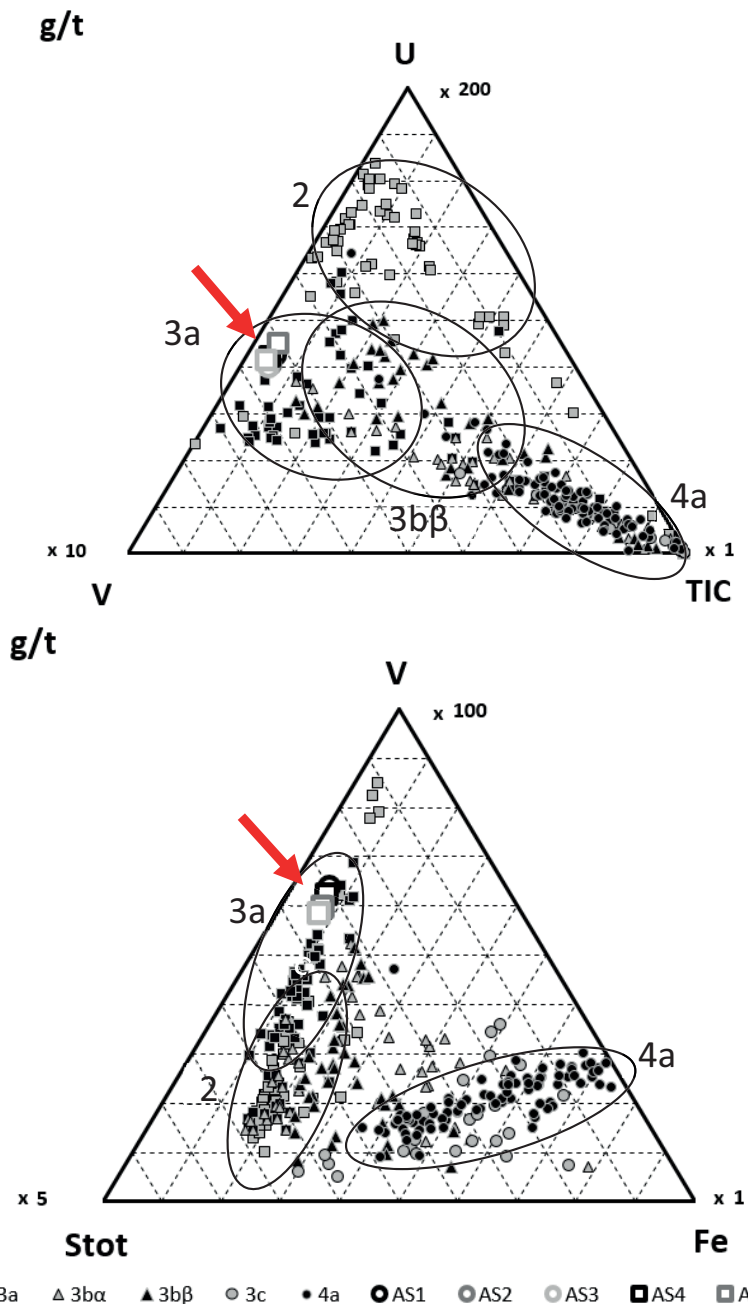 g/t
U
x 200
2
3a
3bβ
4a
x 10
x 1
V
TIC
g/t
V
x 100
3a
2
4a
x 5
x 1
Stot
Fe
3a 3bα 3bβ 3c 4a AS1 AS2 AS3 AS4